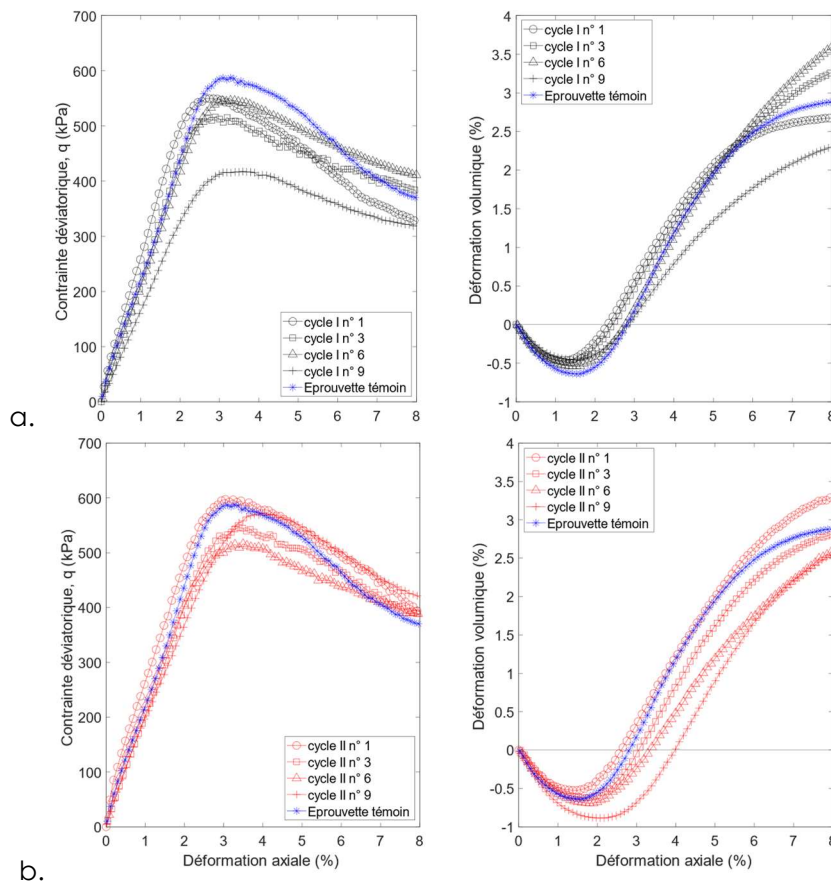 700
600
500
400
300
200
100
0
0 1 2 3 4 5 6 7 8
Contrainte déviatorique, q (kPa)
cycle I n° 1
cycle I n° 3
cycle I n° 6
cycle I n° 9
Eprouvette témoin
4
3.5
3
2.5
2
1.5
1
0.5
0
-0.5
-1
0 1 2 3 4 5 6 7 8
Déformation volumique (%)
cycle I n° 1
cycle I n° 3
cycle I n° 6
cycle I n° 9
Eprouvette témoin
a.
700
600
500
400
300
200
100
0
0 1 2 3 4 5 6 7 8
Contrainte déviatorique, q (kPa)
Déformation axiale (%)
cycle II n° 1
cycle II n° 3
cycle II n° 6
cycle II n° 9
Eprouvette témoin
4
3.5
3
2.5
2
1.5
1
0.5
0
-0.5
-1
0 1 2 3 4 5 6 7 8
Déformation volumique (%)
Déformation axiale (%)
cycle II n° 1
cycle II n° 3
cycle II n° 6
cycle II n° 9
Eprouvette témoin
b.